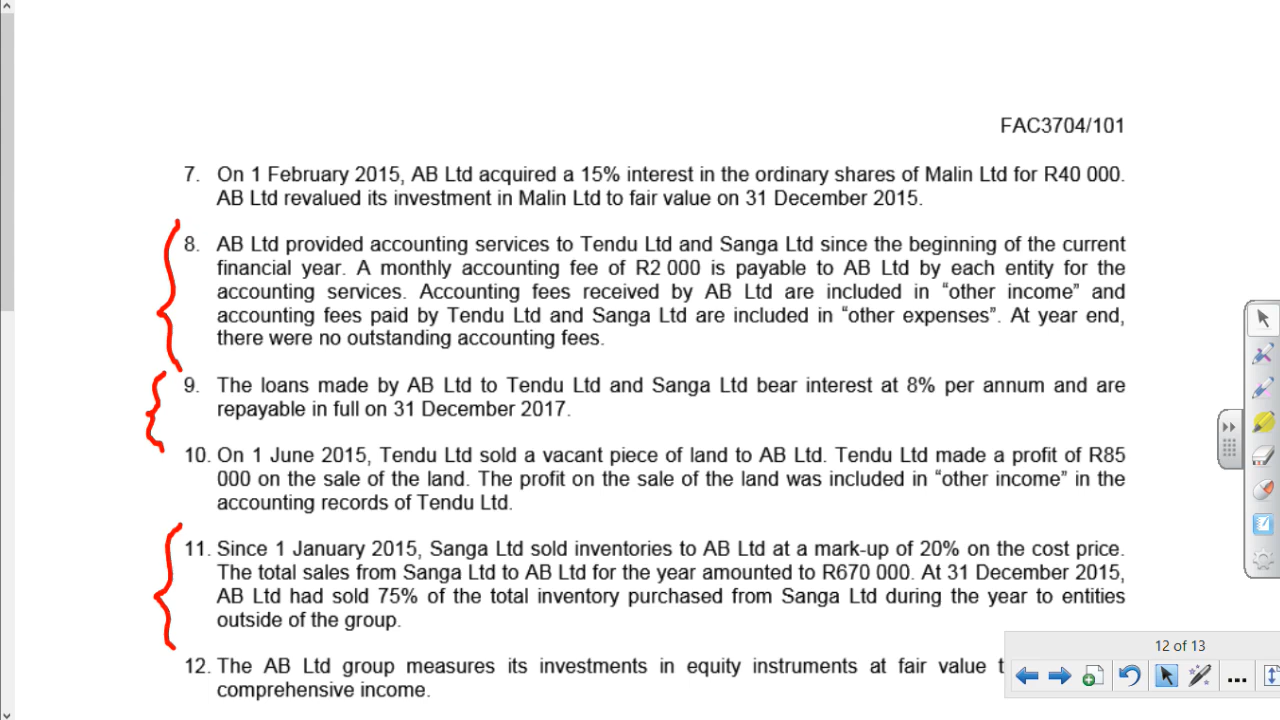 FAC3704/101
7. On 1 February 2015, AB Ltd acquired a 15% interest in the ordinary shares of Malin Ltd for R40 000.
AB Ltd revalued its investment in Malin Ltd to fair value on 31 December 2015.
8. AB Ltd provided accounting services to Tendu Ltd and Sanga Ltd since the beginning of the current
financial year. A monthly accounting fee of R2 000 is payable to AB Ltd by each entity for the
accounting services. Accounting fees received by AB Ltd are included in “other income” and
accounting fees paid by Tendu Ltd and Sanga Ltd are included in “other expenses”. At year end,
there were no outstanding accounting fees.
9. The loans made by AB Ltd to Tendu Ltd and Sanga Ltd bear interest at 8% per annum and are
repayable in full on 31 December 2017.
10. On 1 June 2015, Tendu Ltd sold a vacant piece of land to AB Ltd. Tendu Ltd made a profit of R85
000 on the sale of the land. The profit on the sale of the land was included in “other income” in the
accounting records of Tendu Ltd.
11. Since 1 January 2015, Sanga Ltd sold inventories to AB Ltd at a mark-up of 20% on the cost price.
The total sales from Sanga Ltd to AB Ltd for the year amounted to R670 000. At 31 December 2015,
AB Ltd had sold 75% of the total inventory purchased from Sanga Ltd during the year to entities
outside of the group.
12. The AB Ltd group measures its investments in equity instruments at fair value
comprehensive income.
12 of 13
...